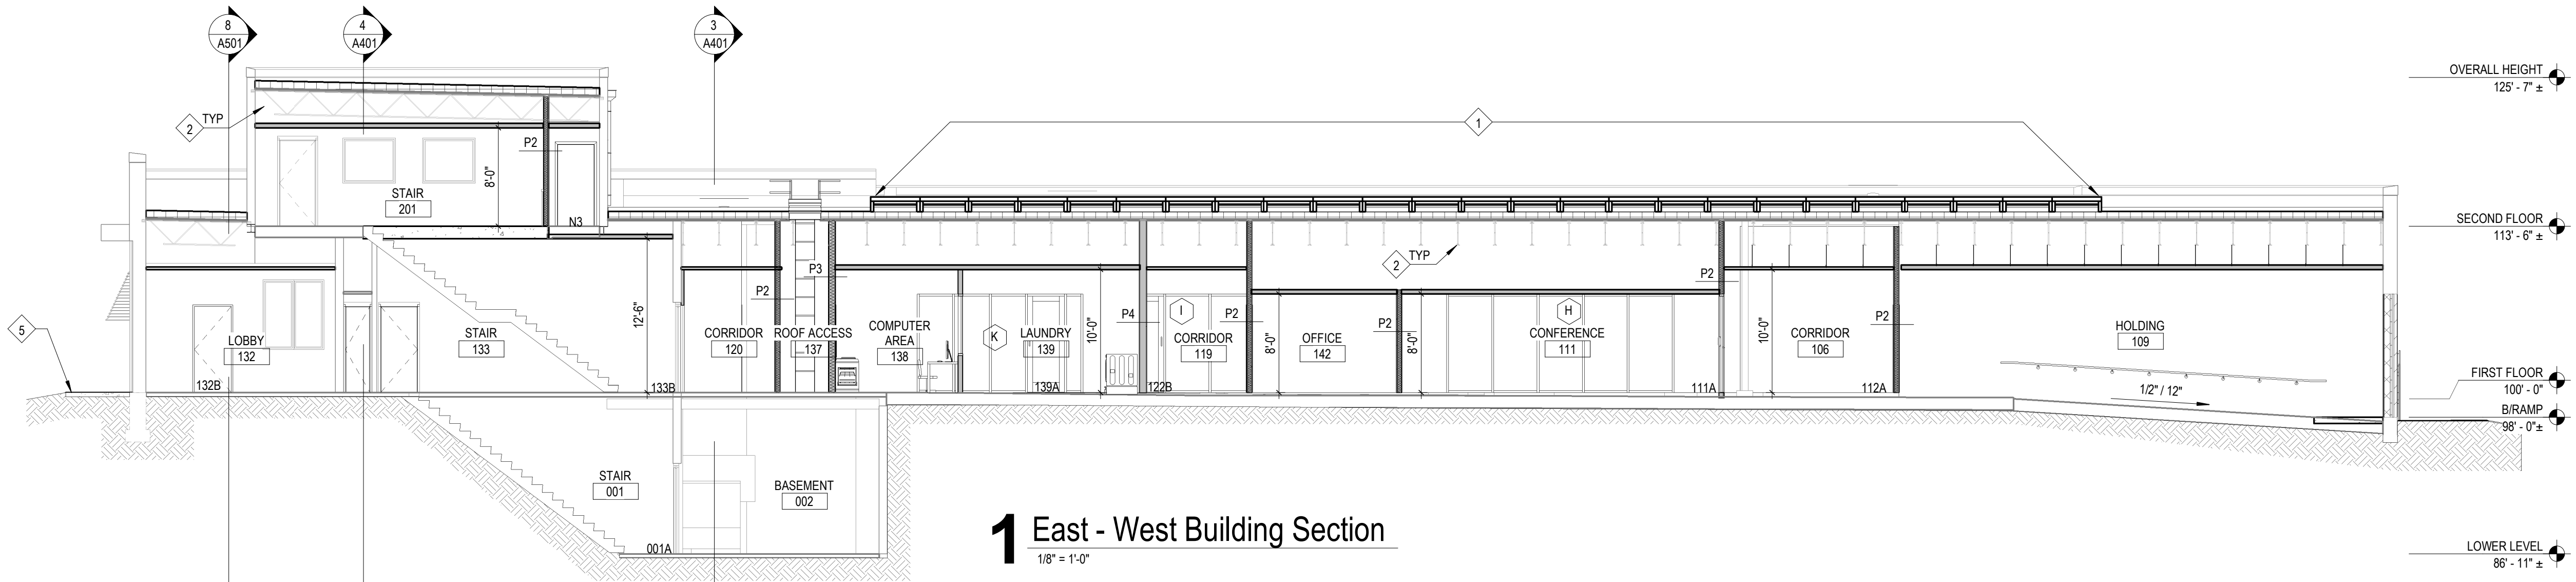 8
A501
4
A401
3
A401
OVERALL HEIGHT
125' - 7" ±
2
TYP
1
P2
8'-0"
STAIR
201
N3
SECOND FLOOR
113' - 6" ±
2
TYP
P3
P2
P2
12'-6"
10'-0"
P4
I
P2
8'-0"
8'-0"
P2
H
10'-0"
P2
5
LOBBY
132
STAIR
133
CORRIDOR
120
ROOF ACCESS
137
COMPUTER
AREA
138
K
LAUNDRY
139
CORRIDOR
119
OFFICE
142
CONFERENCE
111
CORRIDOR
106
HOLDING
109
132B
133B
139A
122B
111A
112A
1/2" / 12"
FIRST FLOOR
100' - 0"
B/RAMP
98' - 0"±
STAIR
001
BASEMENT
002
001A
1 East - West Building Section
1/8" = 1'-0"
LOWER LEVEL
86' - 11" ±